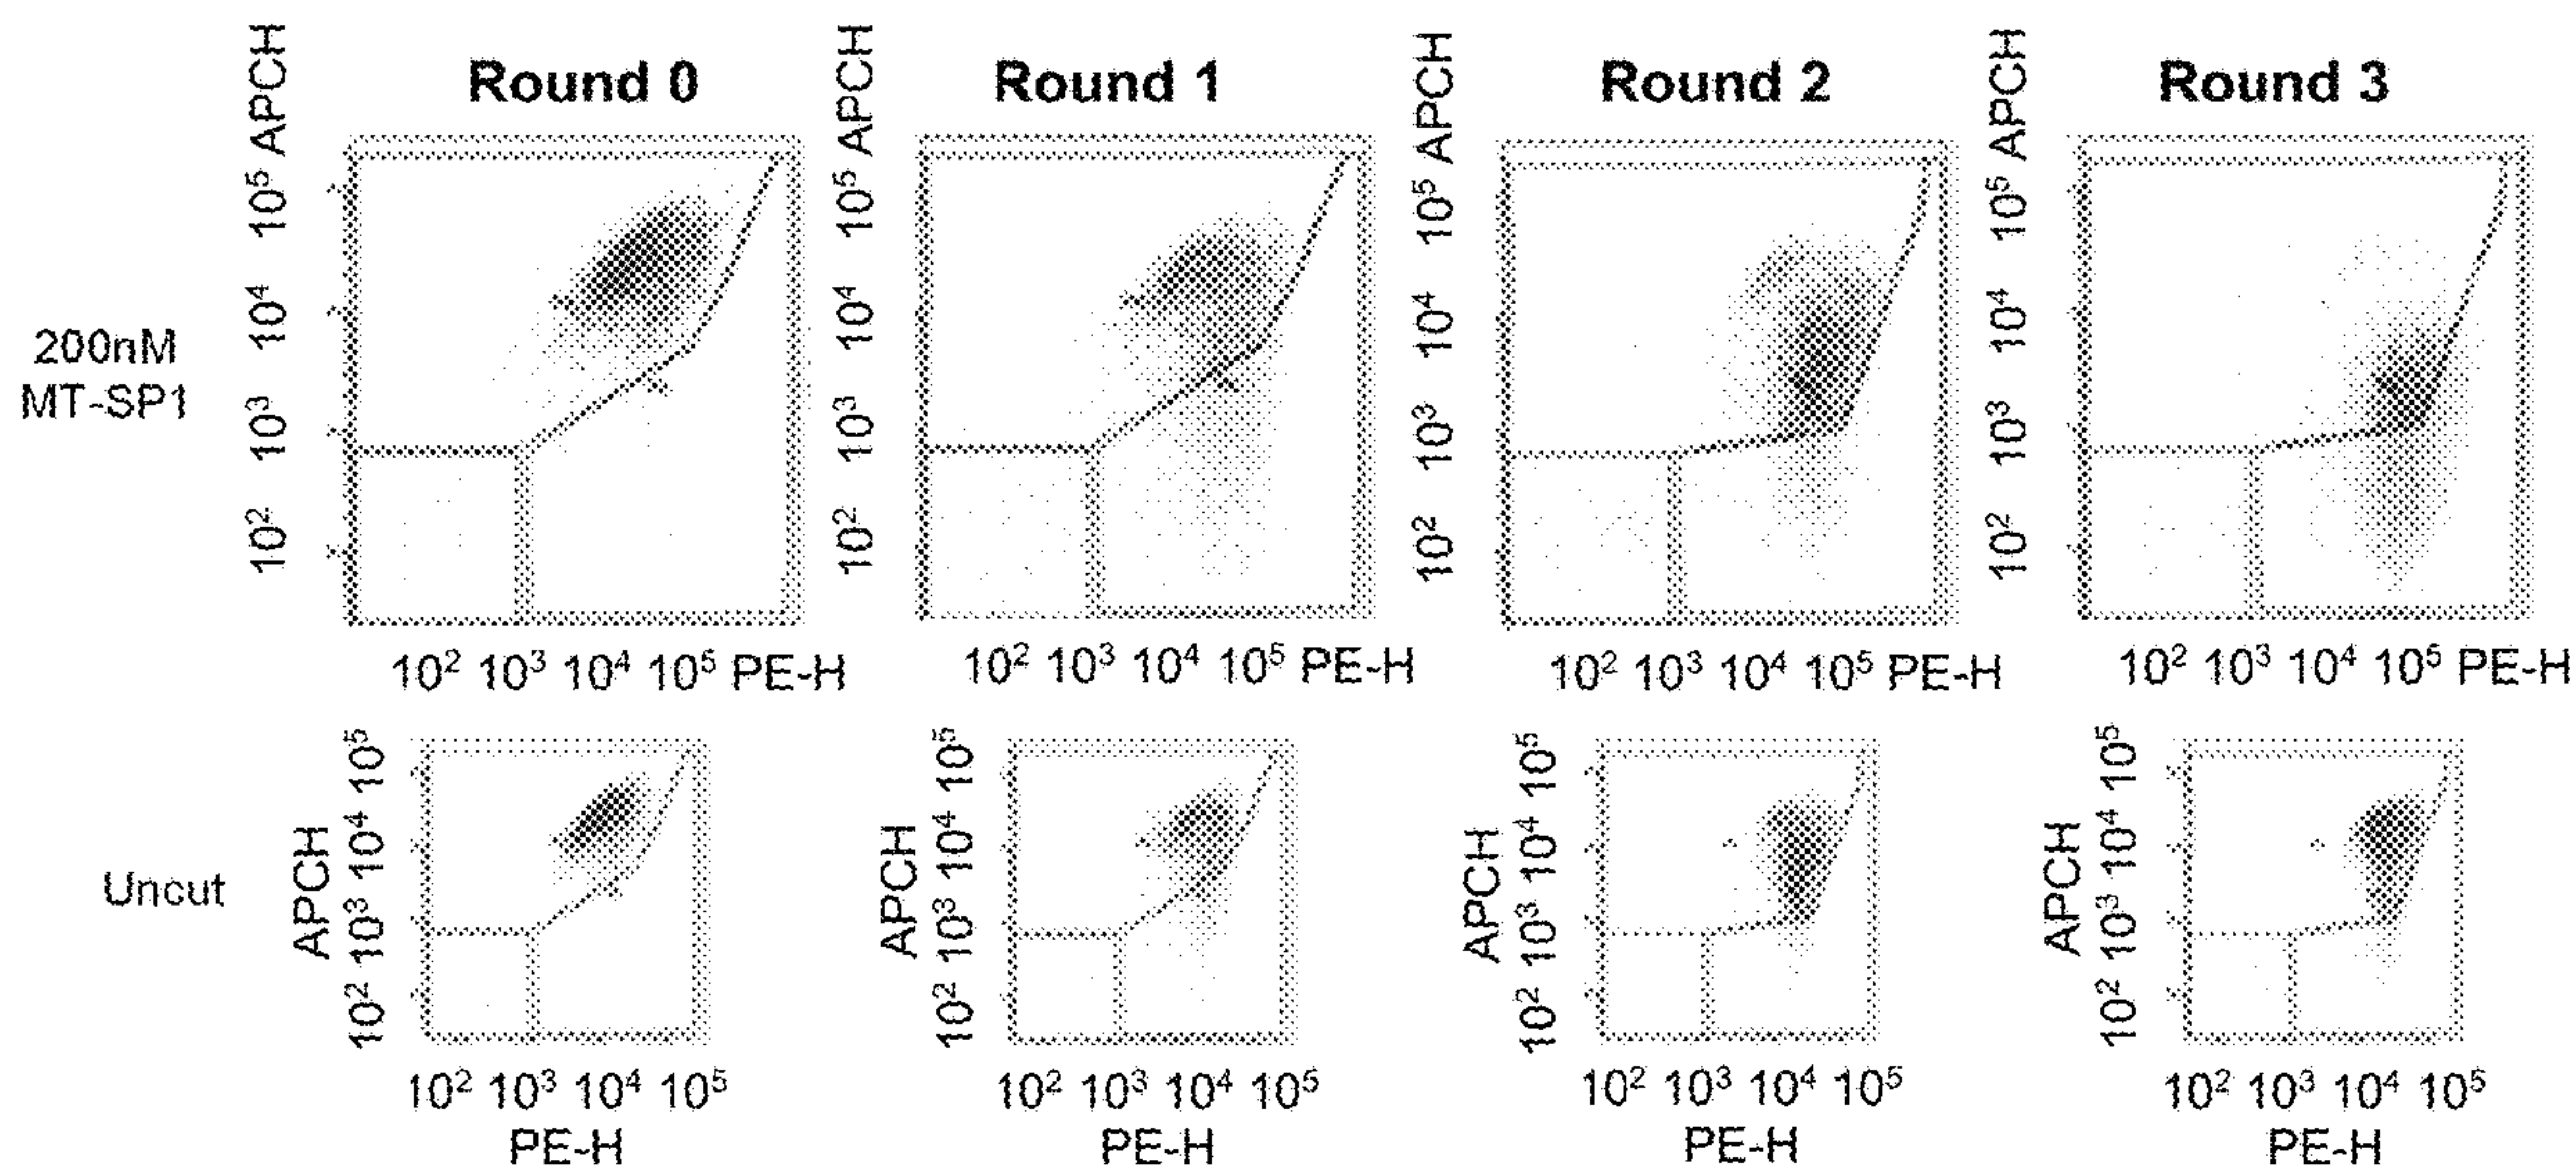 Round 0 Round 1 Round 2 Round 3
10² 10³ 10⁴ 10⁵ APCH
10² 10³ 10⁴ 10⁵ APCH
10² 10³ 10⁴ 10⁵ APCH
10² 10³ 10⁴ 10⁵ APCH
200nM
MT-SP1
10² 10³ 10⁴ 10⁵ PE-H
10² 10³ 10⁴ 10⁵ PE-H
10² 10³ 10⁴ 10⁵ PE-H
10² 10³ 10⁴ 10⁵ PE-H
Uncut
APCH
10² 10³ 10⁴ 10⁵
APCH
10² 10³ 10⁴ 10⁵
APCH
10² 10³ 10⁴ 10⁵
APCH
10² 10³ 10⁴ 10⁵
10² 10³ 10⁴ 10⁵
PE-H
10² 10³ 10⁴ 10⁵
PE-H
10² 10³ 10⁴ 10⁵
PE-H
10² 10³ 10⁴ 10⁵
PE-H